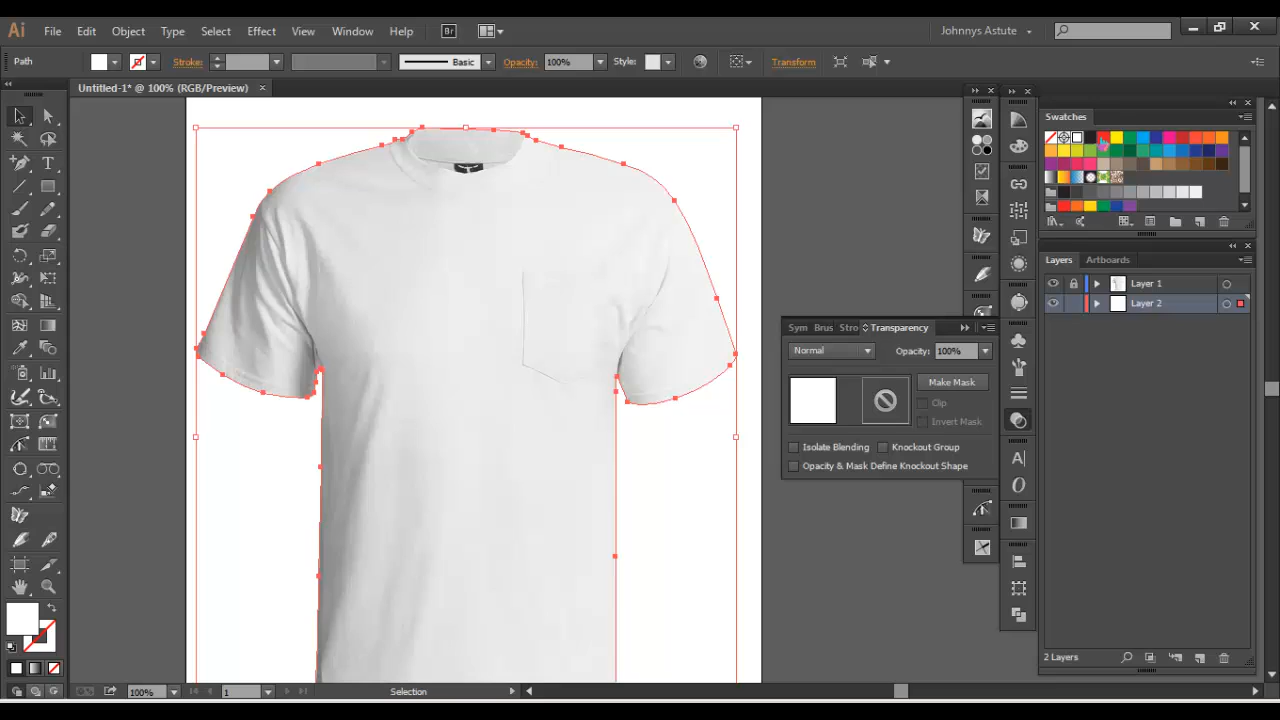 Ai File Edit Object Type Select Effect View Window Help Br Johnnys Astute
Path Stroke: Basic Opacity: 100% Style: Transform
Untitled-1* @ 100% (RGB/Preview)
Swatches
Layers Artboards
Layer 1
Layer 2
Sym Brus Stro Transparency
Normal Opacity: 100%
Make Mask
Clip
Invert Mask
Isolate Blending Knockout Group
Opacity & Mask Define Knockout Shape
2 Layers
100% 1 Selection